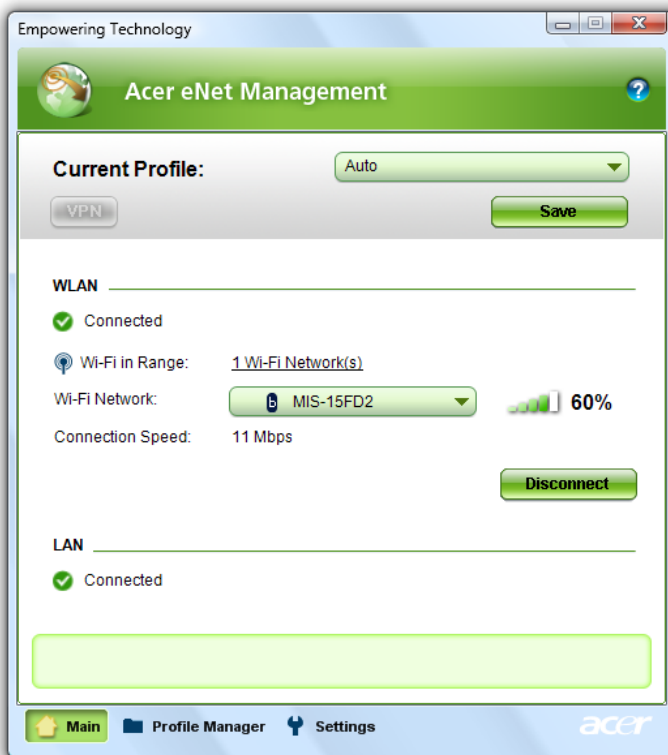 Empowering Technology
Acer eNet Management
?
Current Profile: Auto
VPN Save
WLAN
Connected
Wi-Fi in Range: 1 Wi-Fi Network(s)
Wi-Fi Network: b MIS-15FD2 60%
Connection Speed: 11 Mbps
Disconnect
LAN
Connected
Main Profile Manager Settings acer